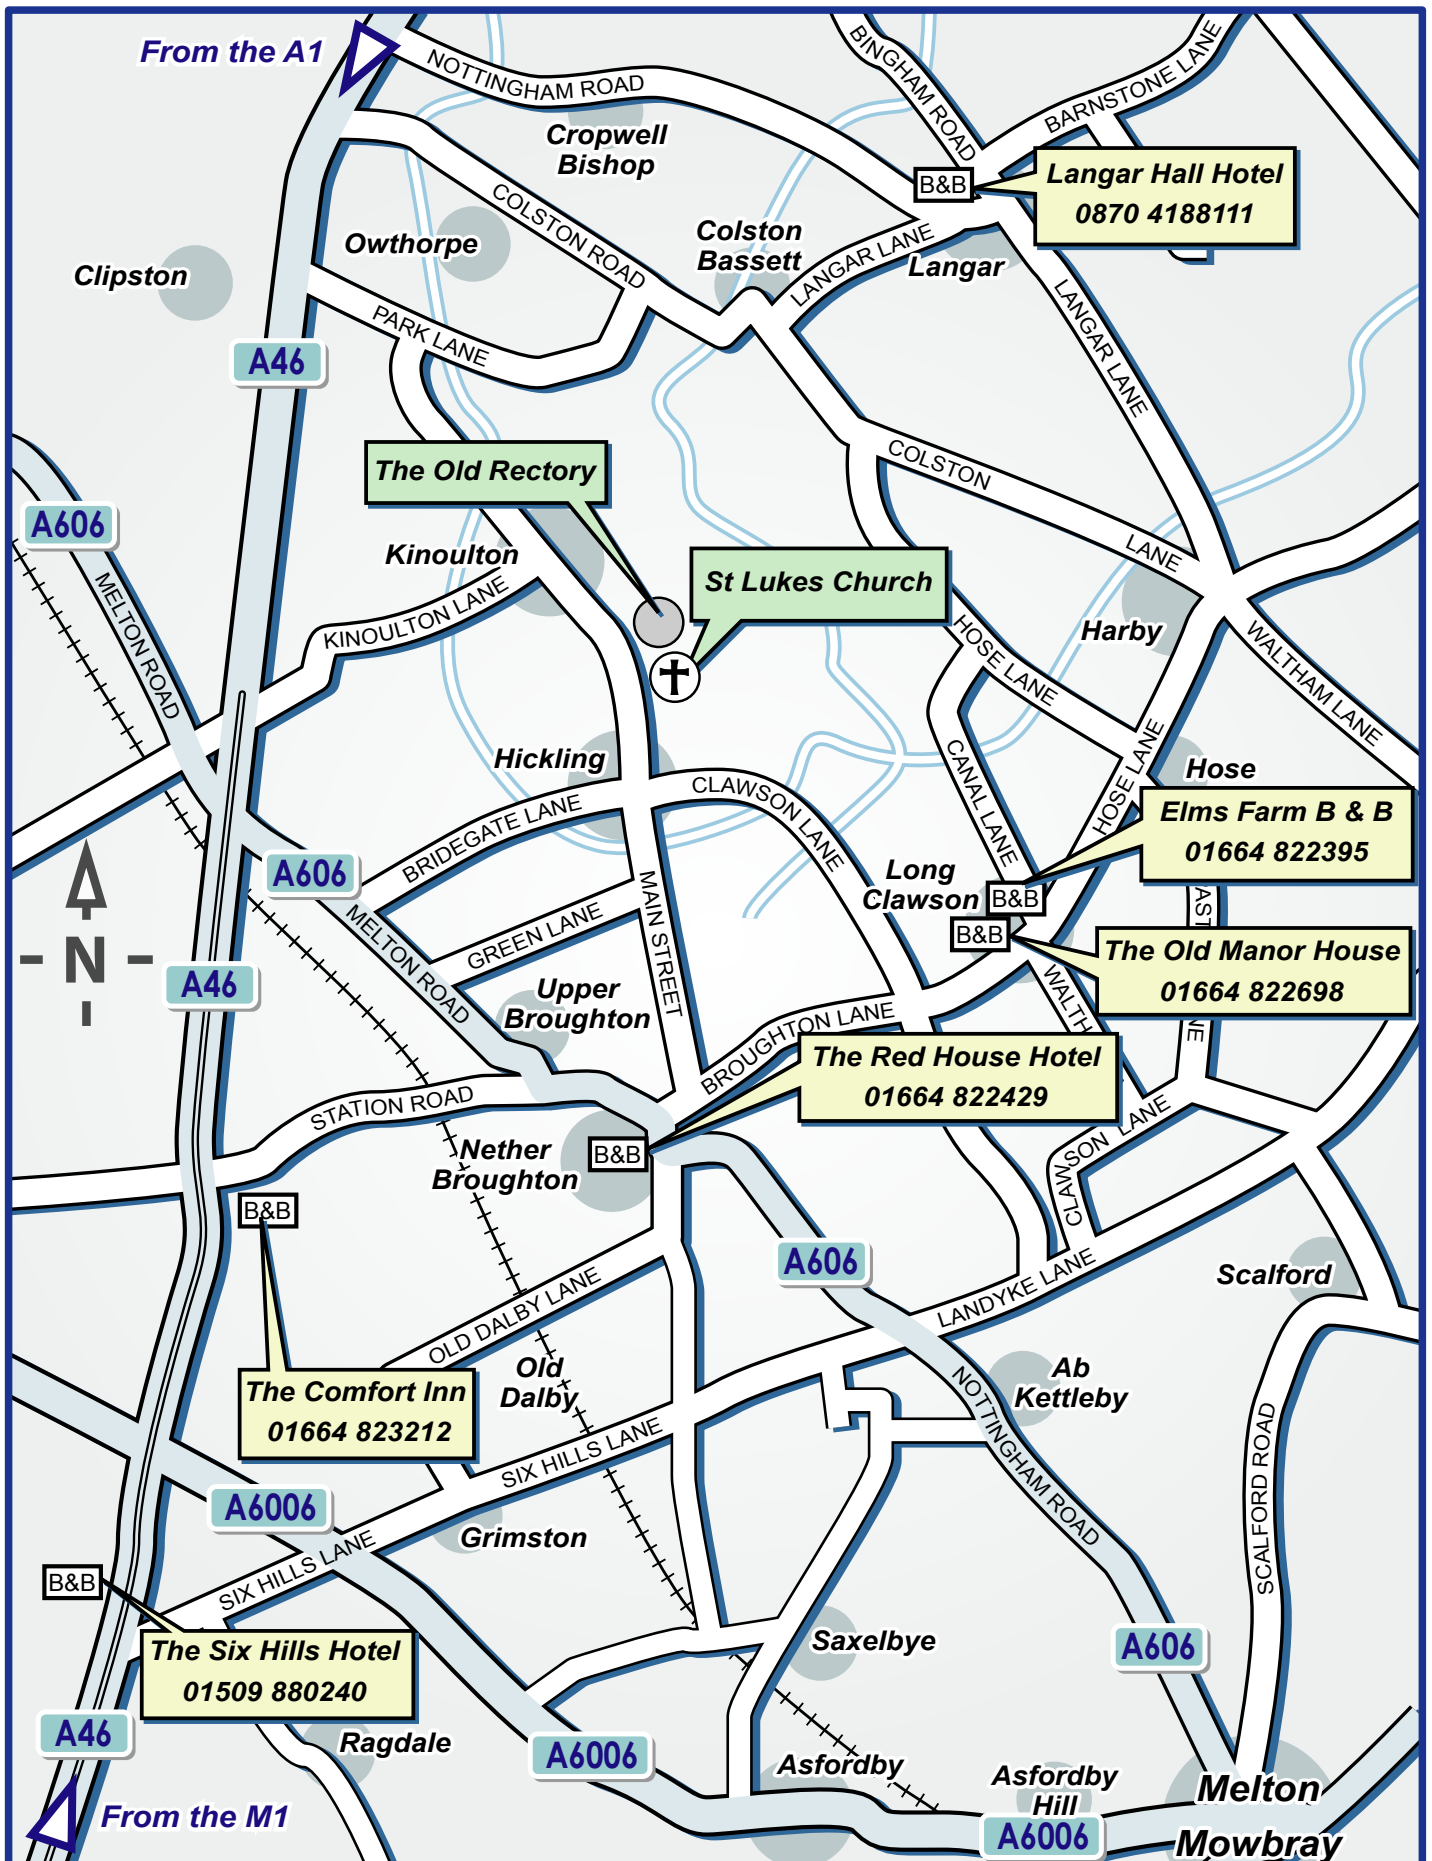 From the A1
NOTTINGHAM ROAD
BINGHAM ROAD
BARNSTONE LANE
Cropwell
Bishop
B&B
Langar Hall Hotel
0870 4188111
COLSTON ROAD
Owthorpe
Colston
Bassett
LANGAR LANE
Langar
Clipston
PARK LANE
LANGAR LANE
A46
The Old Rectory
COLSTON
LANE
A606
MELTON ROAD
Kinoulton
KINOULTON LANE
St Lukes Church
HOSE LANE
Harby
WALTHAM LANE
Hickling
CLAWSON LANE
CANAL LANE
HOSE LANE
Hose
Elms Farm B & B
01664 822395
BRIDGEGATE LANE
A606
MELTON ROAD
GREEN LANE
MAIN STREET
Long
Clawson
B&B
B&B
The Old Manor House
01664 822698
N
A46
Upper
Broughton
BROUGHTON LANE
WALTH
AST
NE
The Red House Hotel
01664 822429
STATION ROAD
Nether
Broughton
B&B
CLAWSON LANE
B&B
A606
LANDYKE LANE
Scalford
OLD DALBY LANE
Old
Dalby
The Comfort Inn
01664 823212
Ab
Kettleby
NOTTINGHAM ROAD
SCALFORD ROAD
SIX HILLS LANE
A6006
Grimston
B&B
SIX HILLS LANE
The Six Hills Hotel
01509 880240
Saxelbye
A606
A46
Ragdale
A6006
Asfordby
Asfordby
Hill
A6006
Melton
Mowbray
From the M1